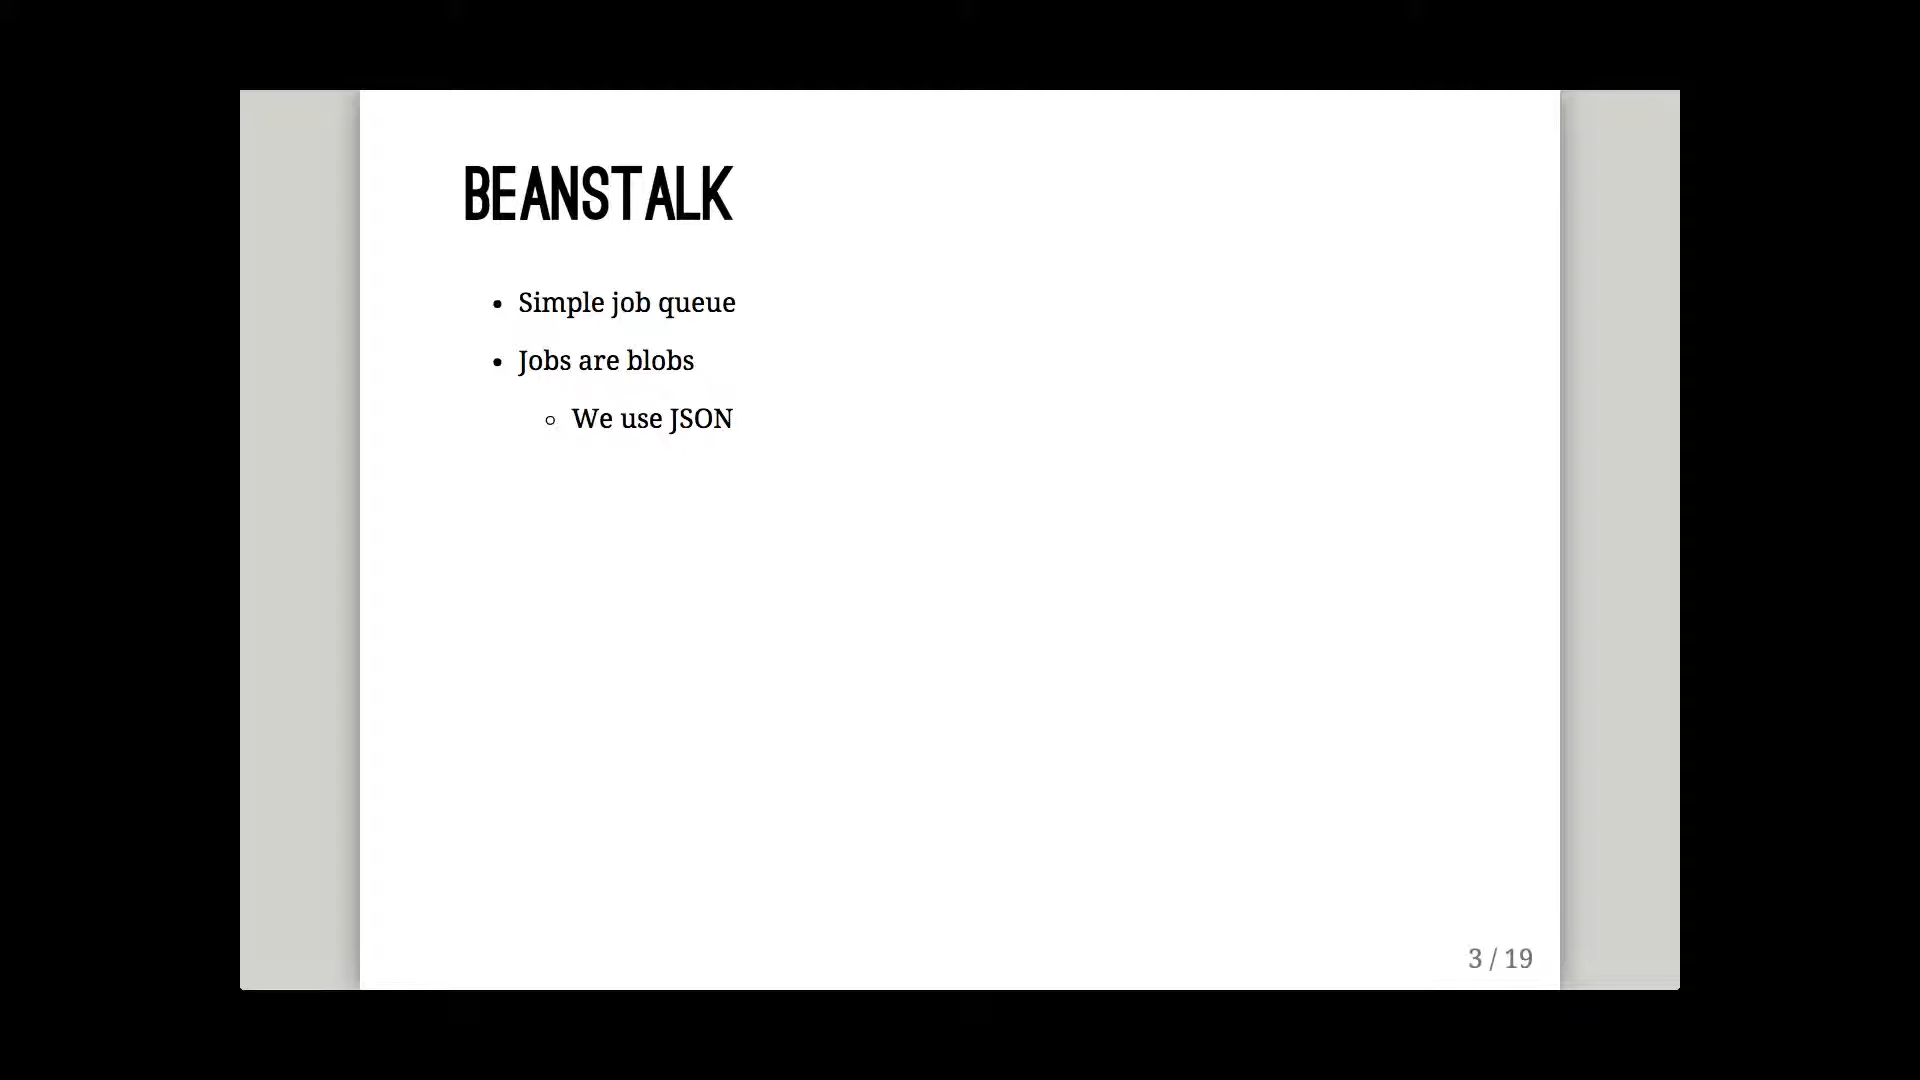 BEANSTALK
• Simple job queue
• Jobs are blobs
◦ We use JSON
3 / 19